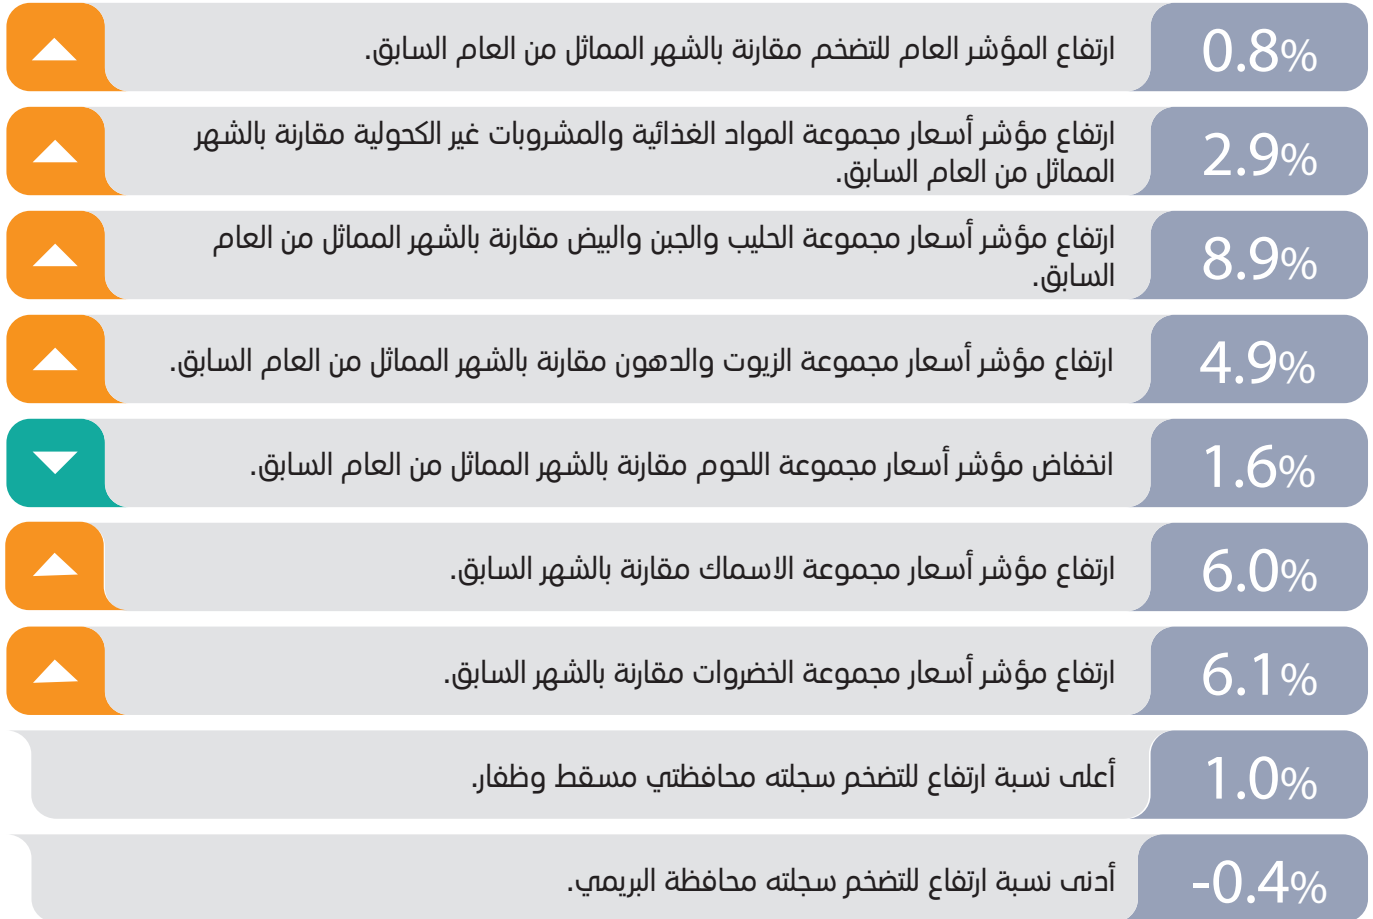 0.8%
ارتفاع المؤشر العام للتضخم مقارنة بالشهر المماثل من العام السابق.
2.9%
ارتفاع مؤشر أسعار مجموعة المواد الغذائية والمشروبات غير الكحولية مقارنة بالشهر
المماثل من العام السابق.
8.9%
ارتفاع مؤشر أسعار مجموعة الحليب والجبن والبيض مقارنة بالشهر المماثل من العام
السابق.
4.9%
ارتفاع مؤشر أسعار مجموعة الزيوت والدهون مقارنة بالشهر المماثل من العام السابق.
1.6%
انخفاض مؤشر أسعار مجموعة اللحوم مقارنة بالشهر المماثل من العام السابق.
6.0%
ارتفاع مؤشر أسعار مجموعة الاسماك مقارنة بالشهر السابق.
6.1%
ارتفاع مؤشر أسعار مجموعة الخضروات مقارنة بالشهر السابق.
1.0%
أعلى نسبة ارتفاع للتضخم سجلته محافظتي مسقط وظفار.
-0.4%
أدنى نسبة ارتفاع للتضخم سجلته محافظة البريمي.